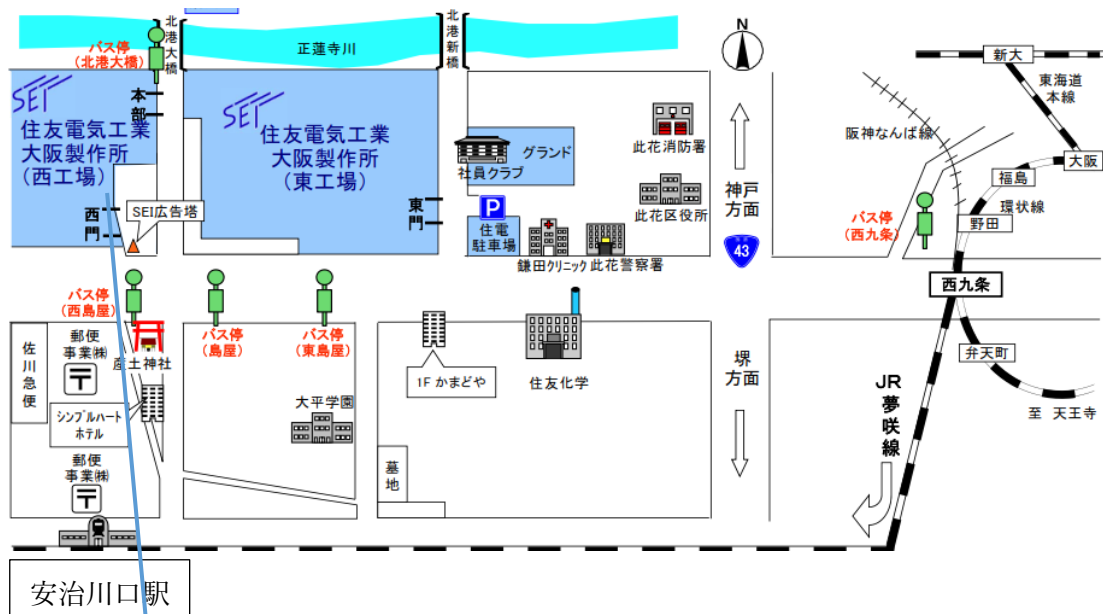 北港大橋
北港新橋
正蓮寺川
バス停
(北港大橋)
本部
SEI
住友電気工業
大阪製作所
(西工場)
SEI
住友電気工業
大阪製作所
(東工場)
西門
SEI広告塔
東門
社員クラブ
グランド
P
住電
駐車場
鎌田クリニック
此花警察署
此花消防署
此花区役所
N
神戸
方面
43
堺
方面
新大
東海道
本線
阪神なんば線
大阪
福島
環状線
野田
バス停
(西九条)
西九条
弁天町
至 天王寺
JR夢咲線
バス停
(西島屋)
バス停
(島屋)
バス停
(東島屋)
佐川急便
郵便
事業㈱
〒
産土神社
シンプルハート
ホテル
郵便
事業㈱
〒
大平学園
1F かまどや
住友化学
墓地
安治川口駅